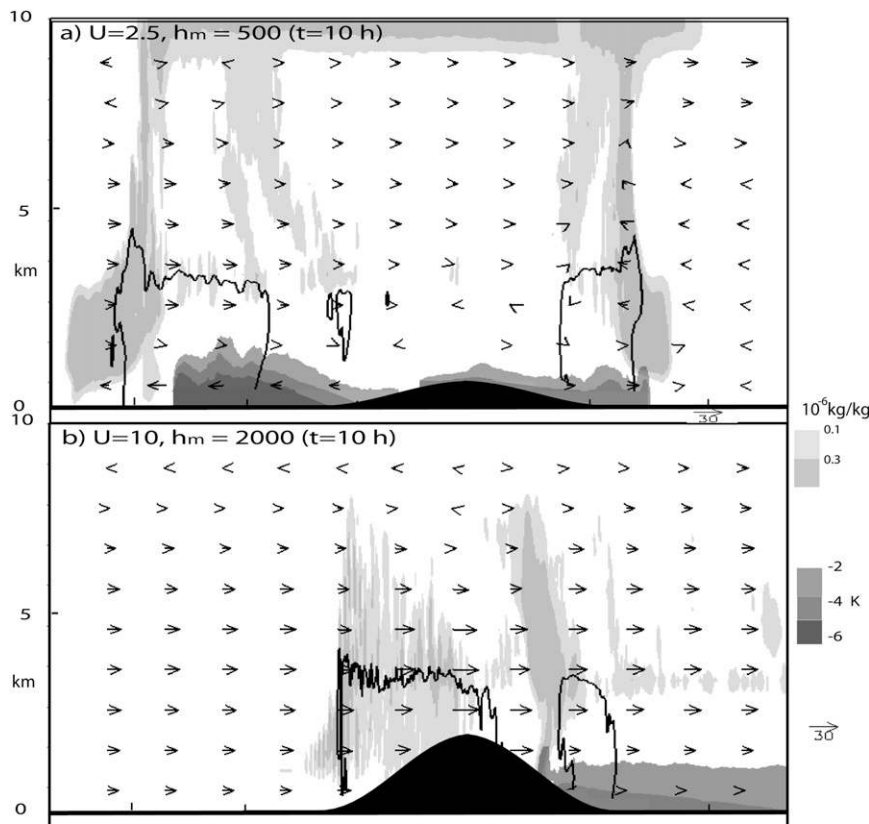 10
a) U=2.5, hm = 500 (t=10 h)
5
km
0
30
10
b) U=10, hm = 2000 (t=10 h)
5
km
0
10⁻⁶kg/kg
0.1
0.3
-2
-4 K
-6
30